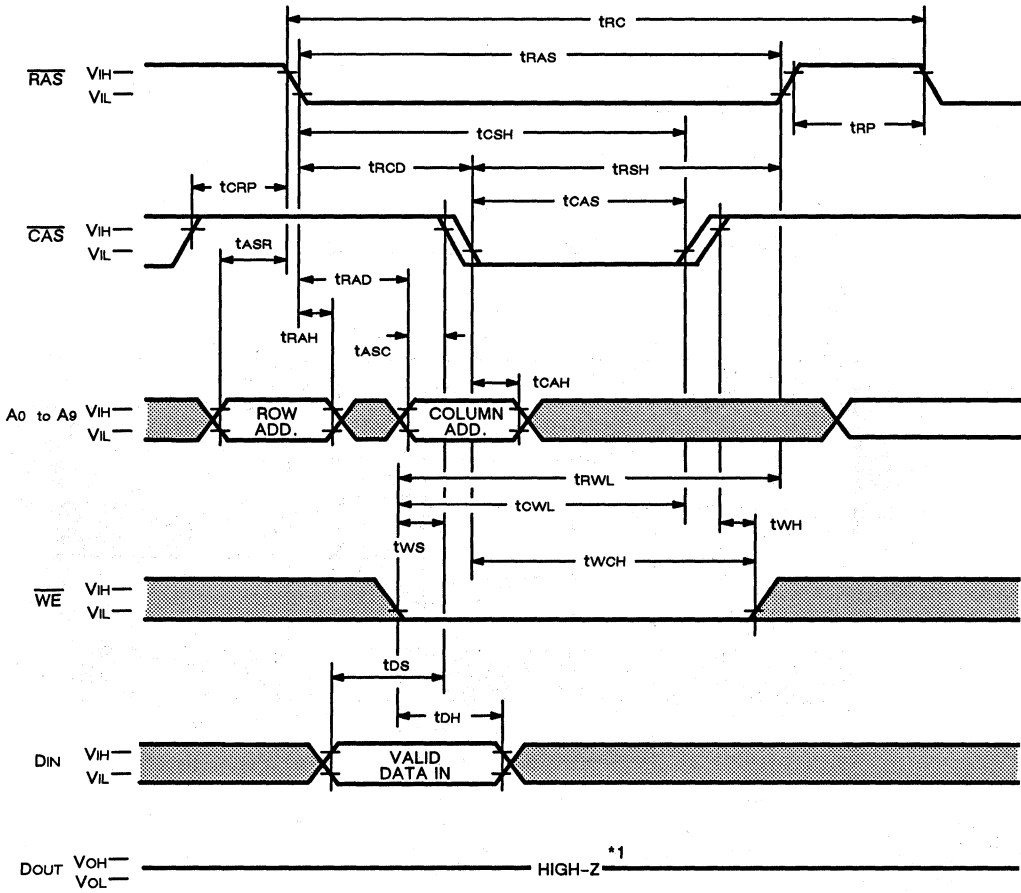 tRC
tRAS
RAS VIH
VIL
tRP
tCSH
tRCD tRSH
tCRP tCAS
CAS VIH
VIL
tASR
tRAD
tRAH tASC
tCAH
A0 to A9 VIH ROW ADD. COLUMN ADD.
VIL
tRWL
tCWL
tWS tWH
tWCH
WE VIH
VIL
tDS
tDH
DIN VIH VALID DATA IN
VIL
DOUT VOH HIGH-Z *1
VOL